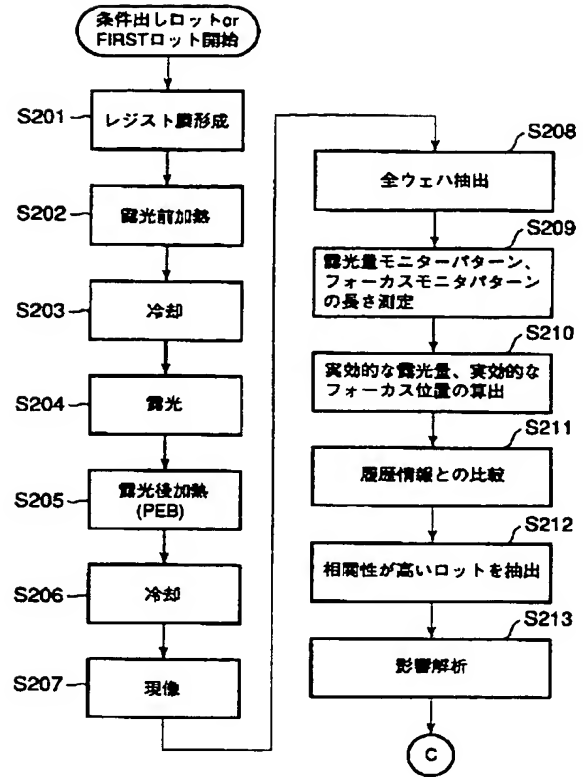 条件出しロットor
FIRSTロット開始
S201
レジスト膜形成
S202
露光前加熱
S203
冷却
S204
露光
S205
露光後加熱
(PEB)
S206
冷却
S207
現像
S208
全ウェハ抽出
S209
露光量モニターパターン、
フォーカスモニタパターン
の長さ測定
S210
実効的な露光量、実効的な
フォーカス位置の算出
S211
履歴情報との比較
S212
相関性が高いロットを抽出
S213
影響解析
C